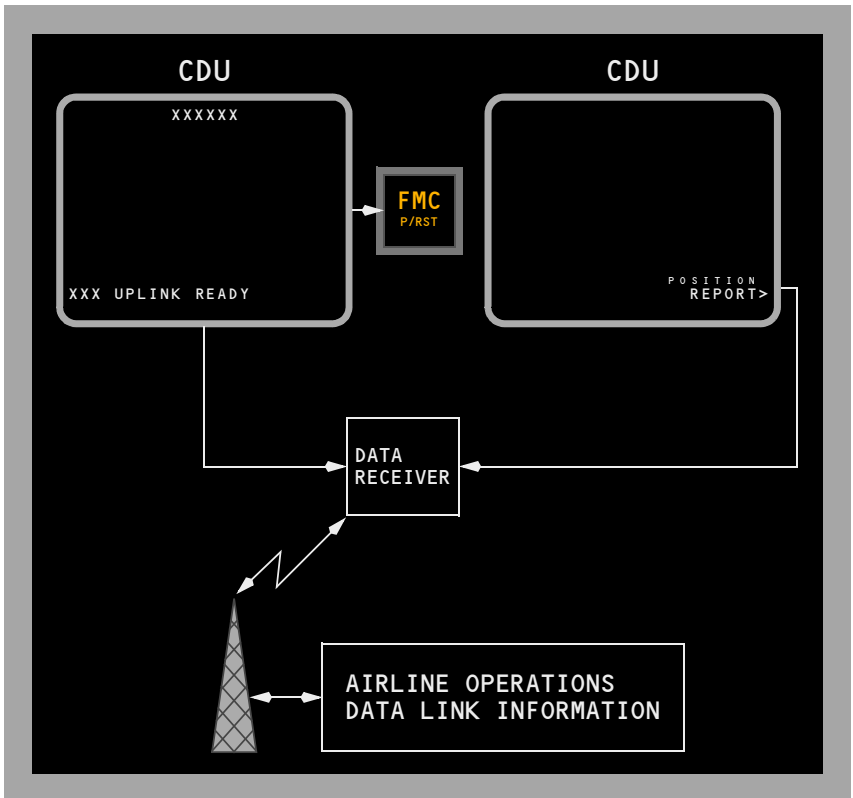 CDU
CDU
XXXXXX
FMC
P/RST
POSITION
REPORT>
XXX UPLINK READY
DATA
RECEIVER
AIRLINE OPERATIONS
DATA LINK INFORMATION